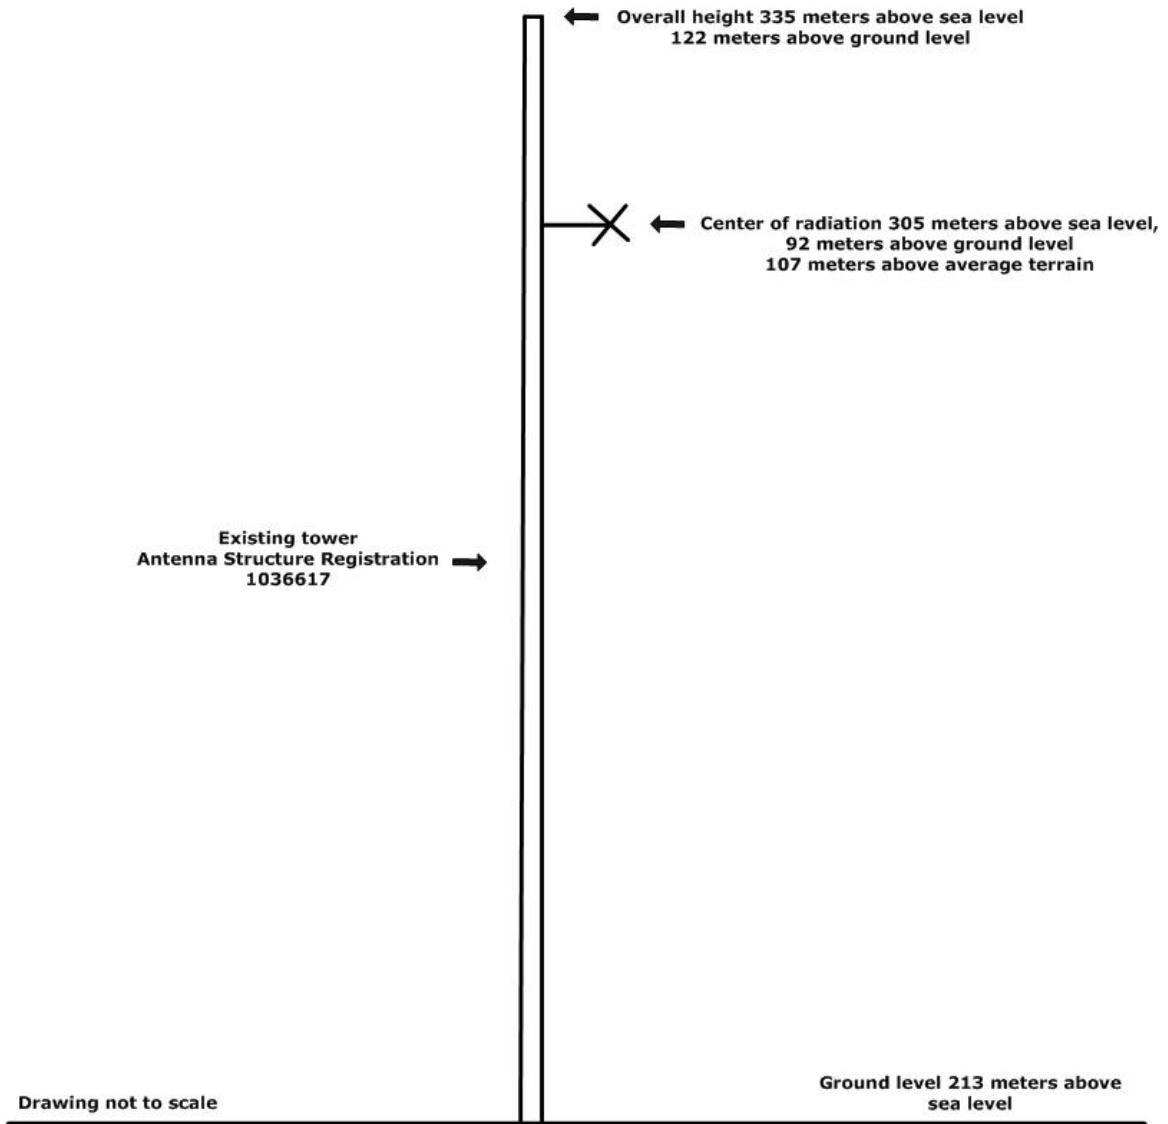 Overall height 335 meters above sea level
122 meters above ground level
Center of radiation 305 meters above sea level,
92 meters above ground level
107 meters above average terrain
Existing tower
Antenna Structure Registration
1036617
Ground level 213 meters above
sea level
Drawing not to scale